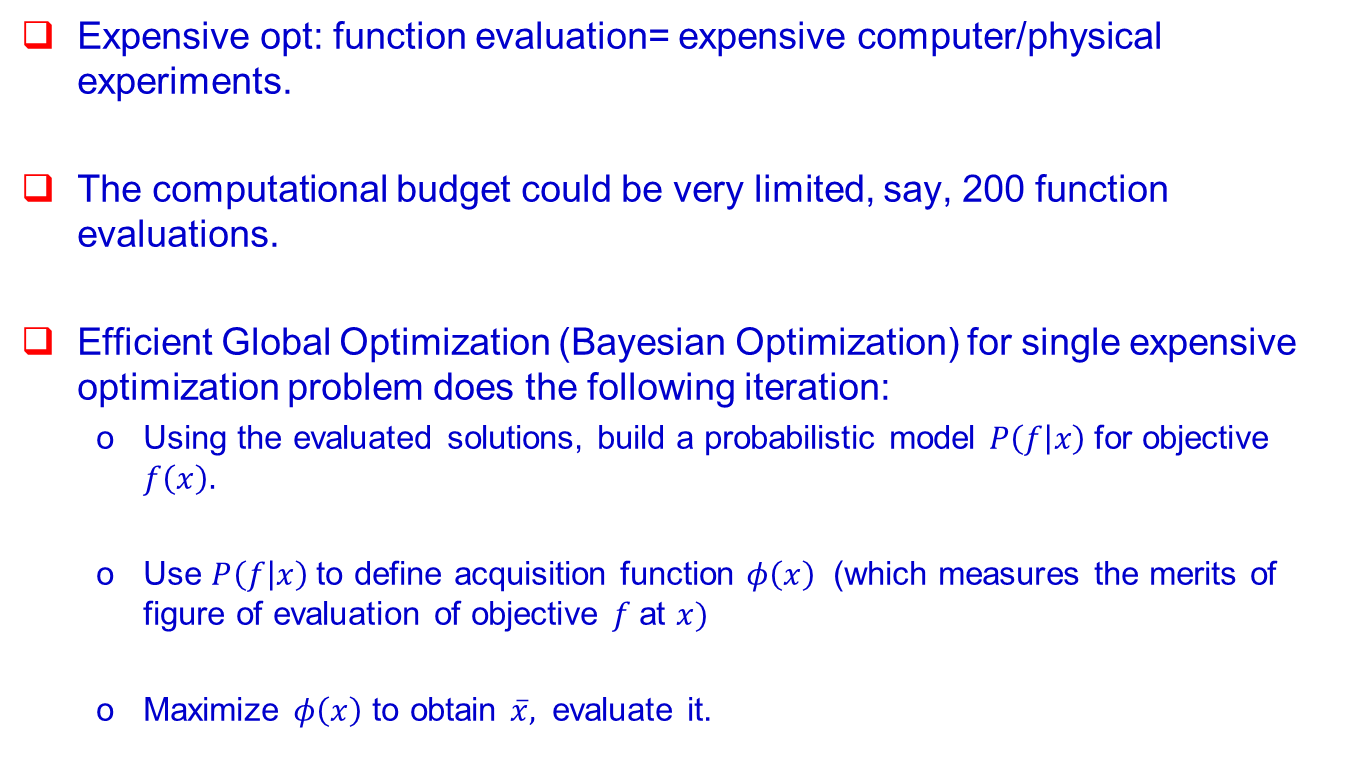 Expensive opt: function evaluation= expensive computer/physical
experiments.
The computational budget could be very limited, say, 200 function
evaluations.
Efficient Global Optimization (Bayesian Optimization) for single expensive
optimization problem does the following iteration:
o Using the evaluated solutions, build a probabilistic model 𝑃(𝑓|𝑥) for objective
𝑓(𝑥).
o Use 𝑃(𝑓|𝑥) to define acquisition function 𝜙(𝑥) (which measures the merits of
figure of evaluation of objective 𝑓 at 𝑥)
o Maximize 𝜙(𝑥) to obtain 𝑥̄, evaluate it.